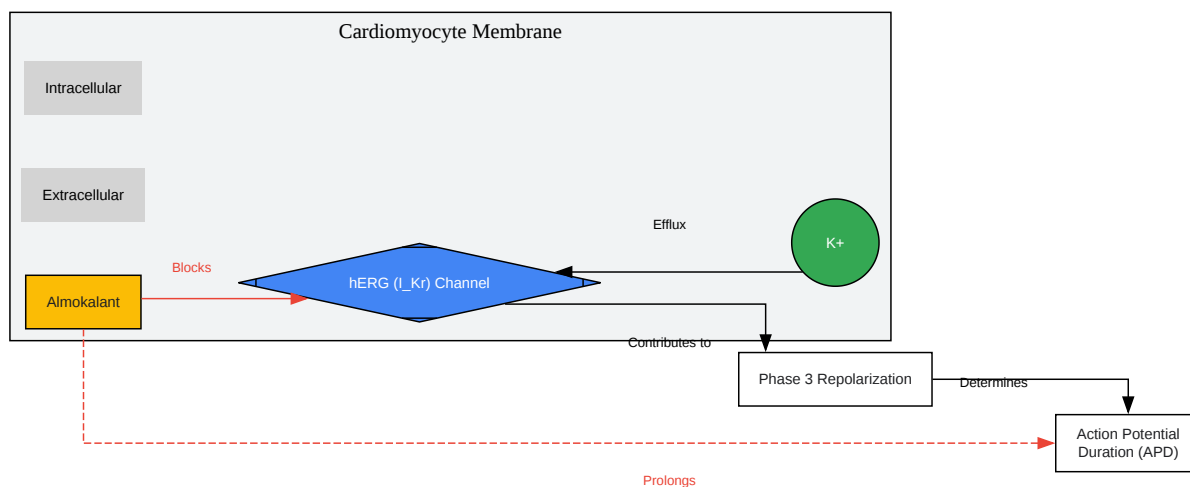 Cardiomyocyte Membrane
Intracellular
Extracellular
Efflux
K+
Blocks
hERG (I_Kr) Channel
Almokalant
Contributes to
Phase 3 Repolarization
Determines
Action Potential
Duration (APD)
Prolongs